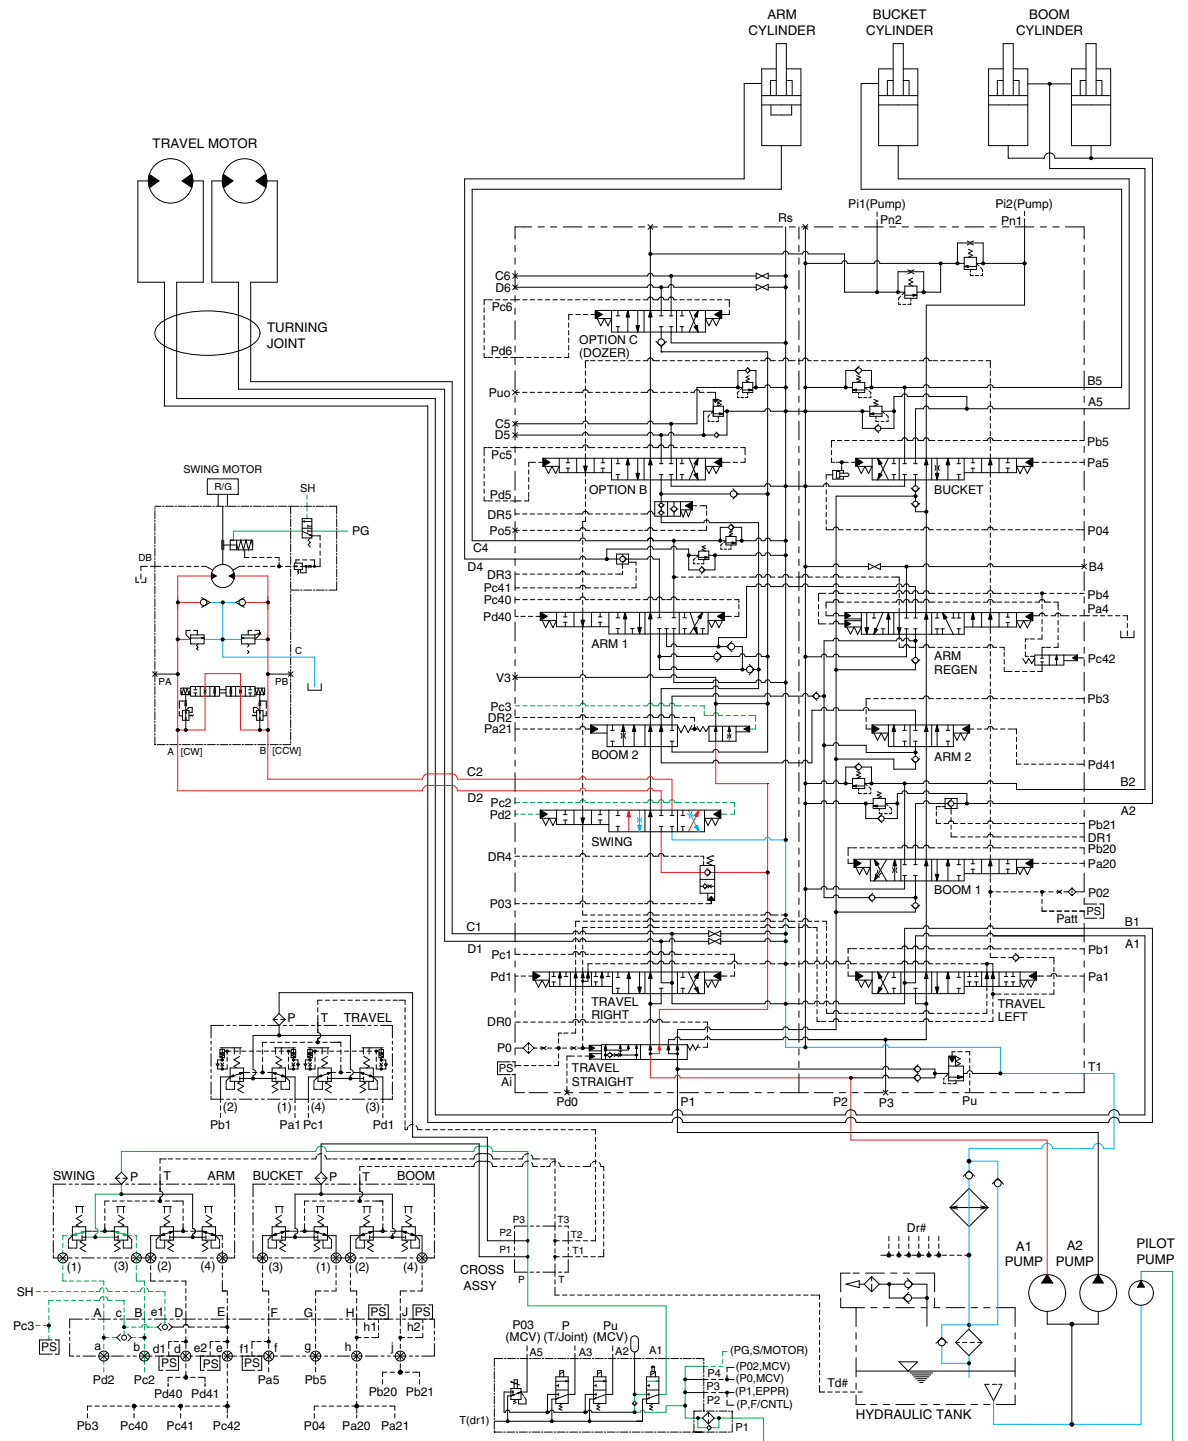 ARM
CYLINDER
BUCKET
CYLINDER
BOOM
CYLINDER
TRAVEL MOTOR
TURNING
JOINT
Pi1(Pump)
Pn2
Pi2(Pump)
Pn1
Rs
C6
D6
Pc6
Pd6
OPTION C
(DOZER)
Puo
C5
D5
Pc5
Pd5
OPTION B
DR5
Po5
C4
D4
DR3
Pc41
Pc40
Pd40
ARM 1
V3
Pc3
DR2
Pa21
BOOM 2
C2
D2
Pc2
Pd2
SWING
DR4
P03
C1
D1
Pc1
Pd1
TRAVEL
RIGHT
DR0
P0
PS
Ai
TRAVEL
STRAIGHT
Pd0
P1
P2
P3
Pu
T1
B5
A5
Pb5
Pa5
BUCKET
P04
B4
Pb4
Pa4
ARM
REGEN
Pc42
Pb3
ARM 2
Pd41
B2
A2
Pb21
DR1
Pb20
Pa20
BOOM 1
P02
PS
Patt
B1
A1
Pb1
Pa1
TRAVEL
LEFT
SWING MOTOR
R/G
SH
PG
DB
C
PA
PB
A [CW]
B [CCW]
P T TRAVEL
(2) (1) (4) (3)
Pb1 Pa1 Pc1 Pd1
SWING P T ARM
(1) (3) (2) (4)
BUCKET P T BOOM
(3) (1) (2) (4)
SH
Pc3
PS
A c B e1 D E F G H J
PS PS
h1 h2
a b d1 d e2 e f1 f g h j
PS PS PS
Pd2 Pc2 Pd40 Pd41 Pa5 Pb5 Pb20 Pb21
Pb3 Pc40 Pc41 Pc42 P04 Pa20 Pa21
P3 T3
P2 T2
P1 T1
CROSS
ASSY
P T
P03 P Pu
(MCV) (T/Joint) (MCV)
A5 A3 A2 A1
T(dr1)
P4
P3
P2
P1
(PG,S/MOTOR)
(P02,MCV)
(P0,MCV)
(P1,EPPR)
(P,F/CNTL)
Td#
Dr#
HYDRAULIC TANK
A1
PUMP
A2
PUMP
PILOT
PUMP